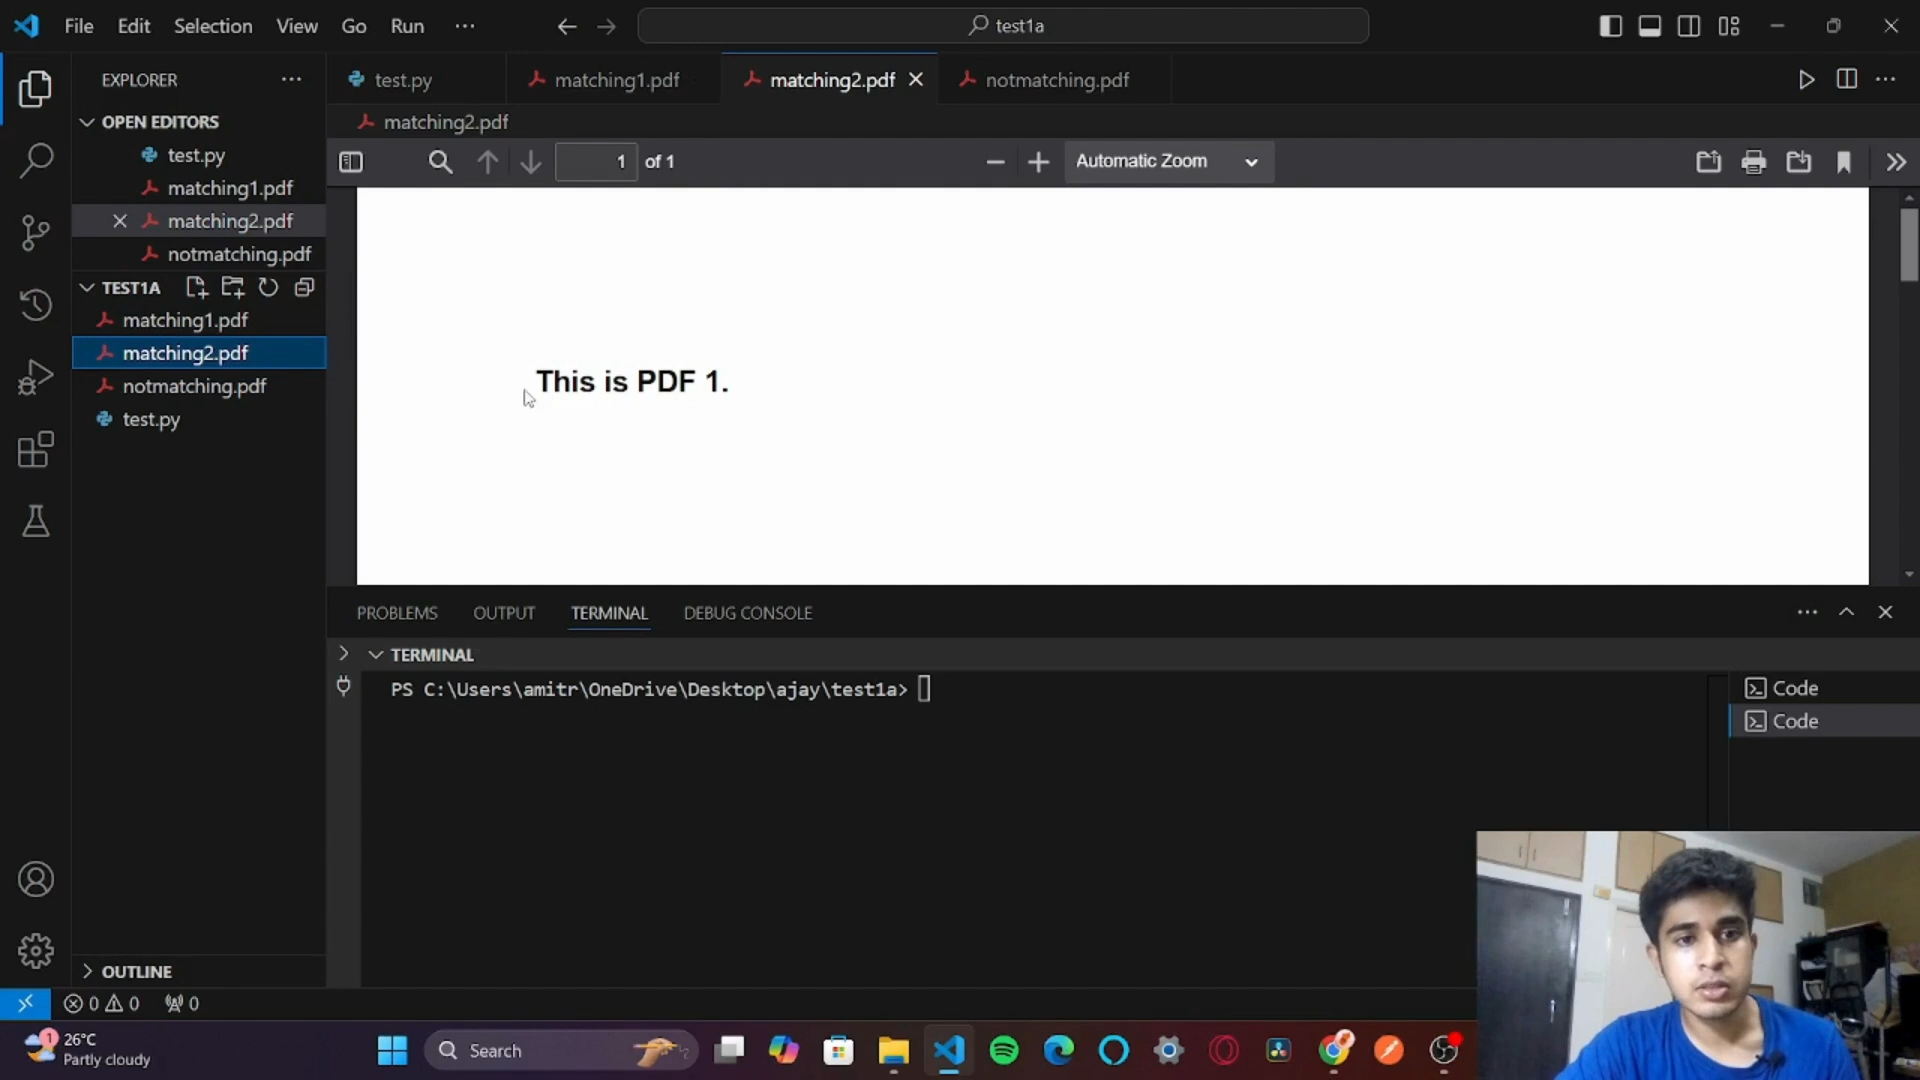 File Edit Selection View Go Run ... test1a
EXPLORER ...
OPEN EDITORS
test.py
matching1.pdf
matching2.pdf
notmatching.pdf
TEST1A
matching1.pdf
matching2.pdf
notmatching.pdf
test.py
OUTLINE
test.py matching1.pdf matching2.pdf notmatching.pdf
matching2.pdf
1 of 1 Automatic Zoom
This is PDF 1.
PROBLEMS OUTPUT TERMINAL DEBUG CONSOLE
TERMINAL
PS C:\Users\amitr\OneDrive\Desktop\ajay\test1a>
Code
Code
0 0 0
1
26°C
Partly cloudy
Search